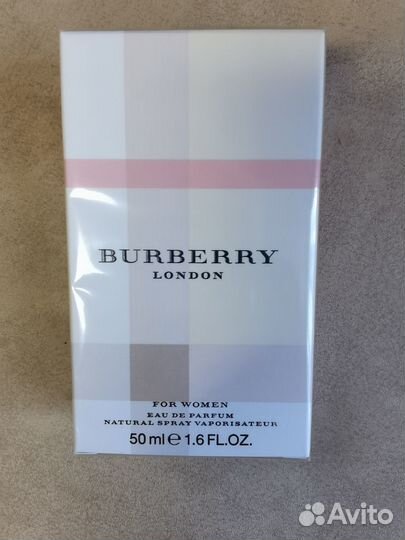 BURBERRY
LONDON
FOR WOMEN
EAU DE PARFUM
NATURAL SPRAY VAPORISATEUR
50 ml e 1.6 FL.OZ.
Avito